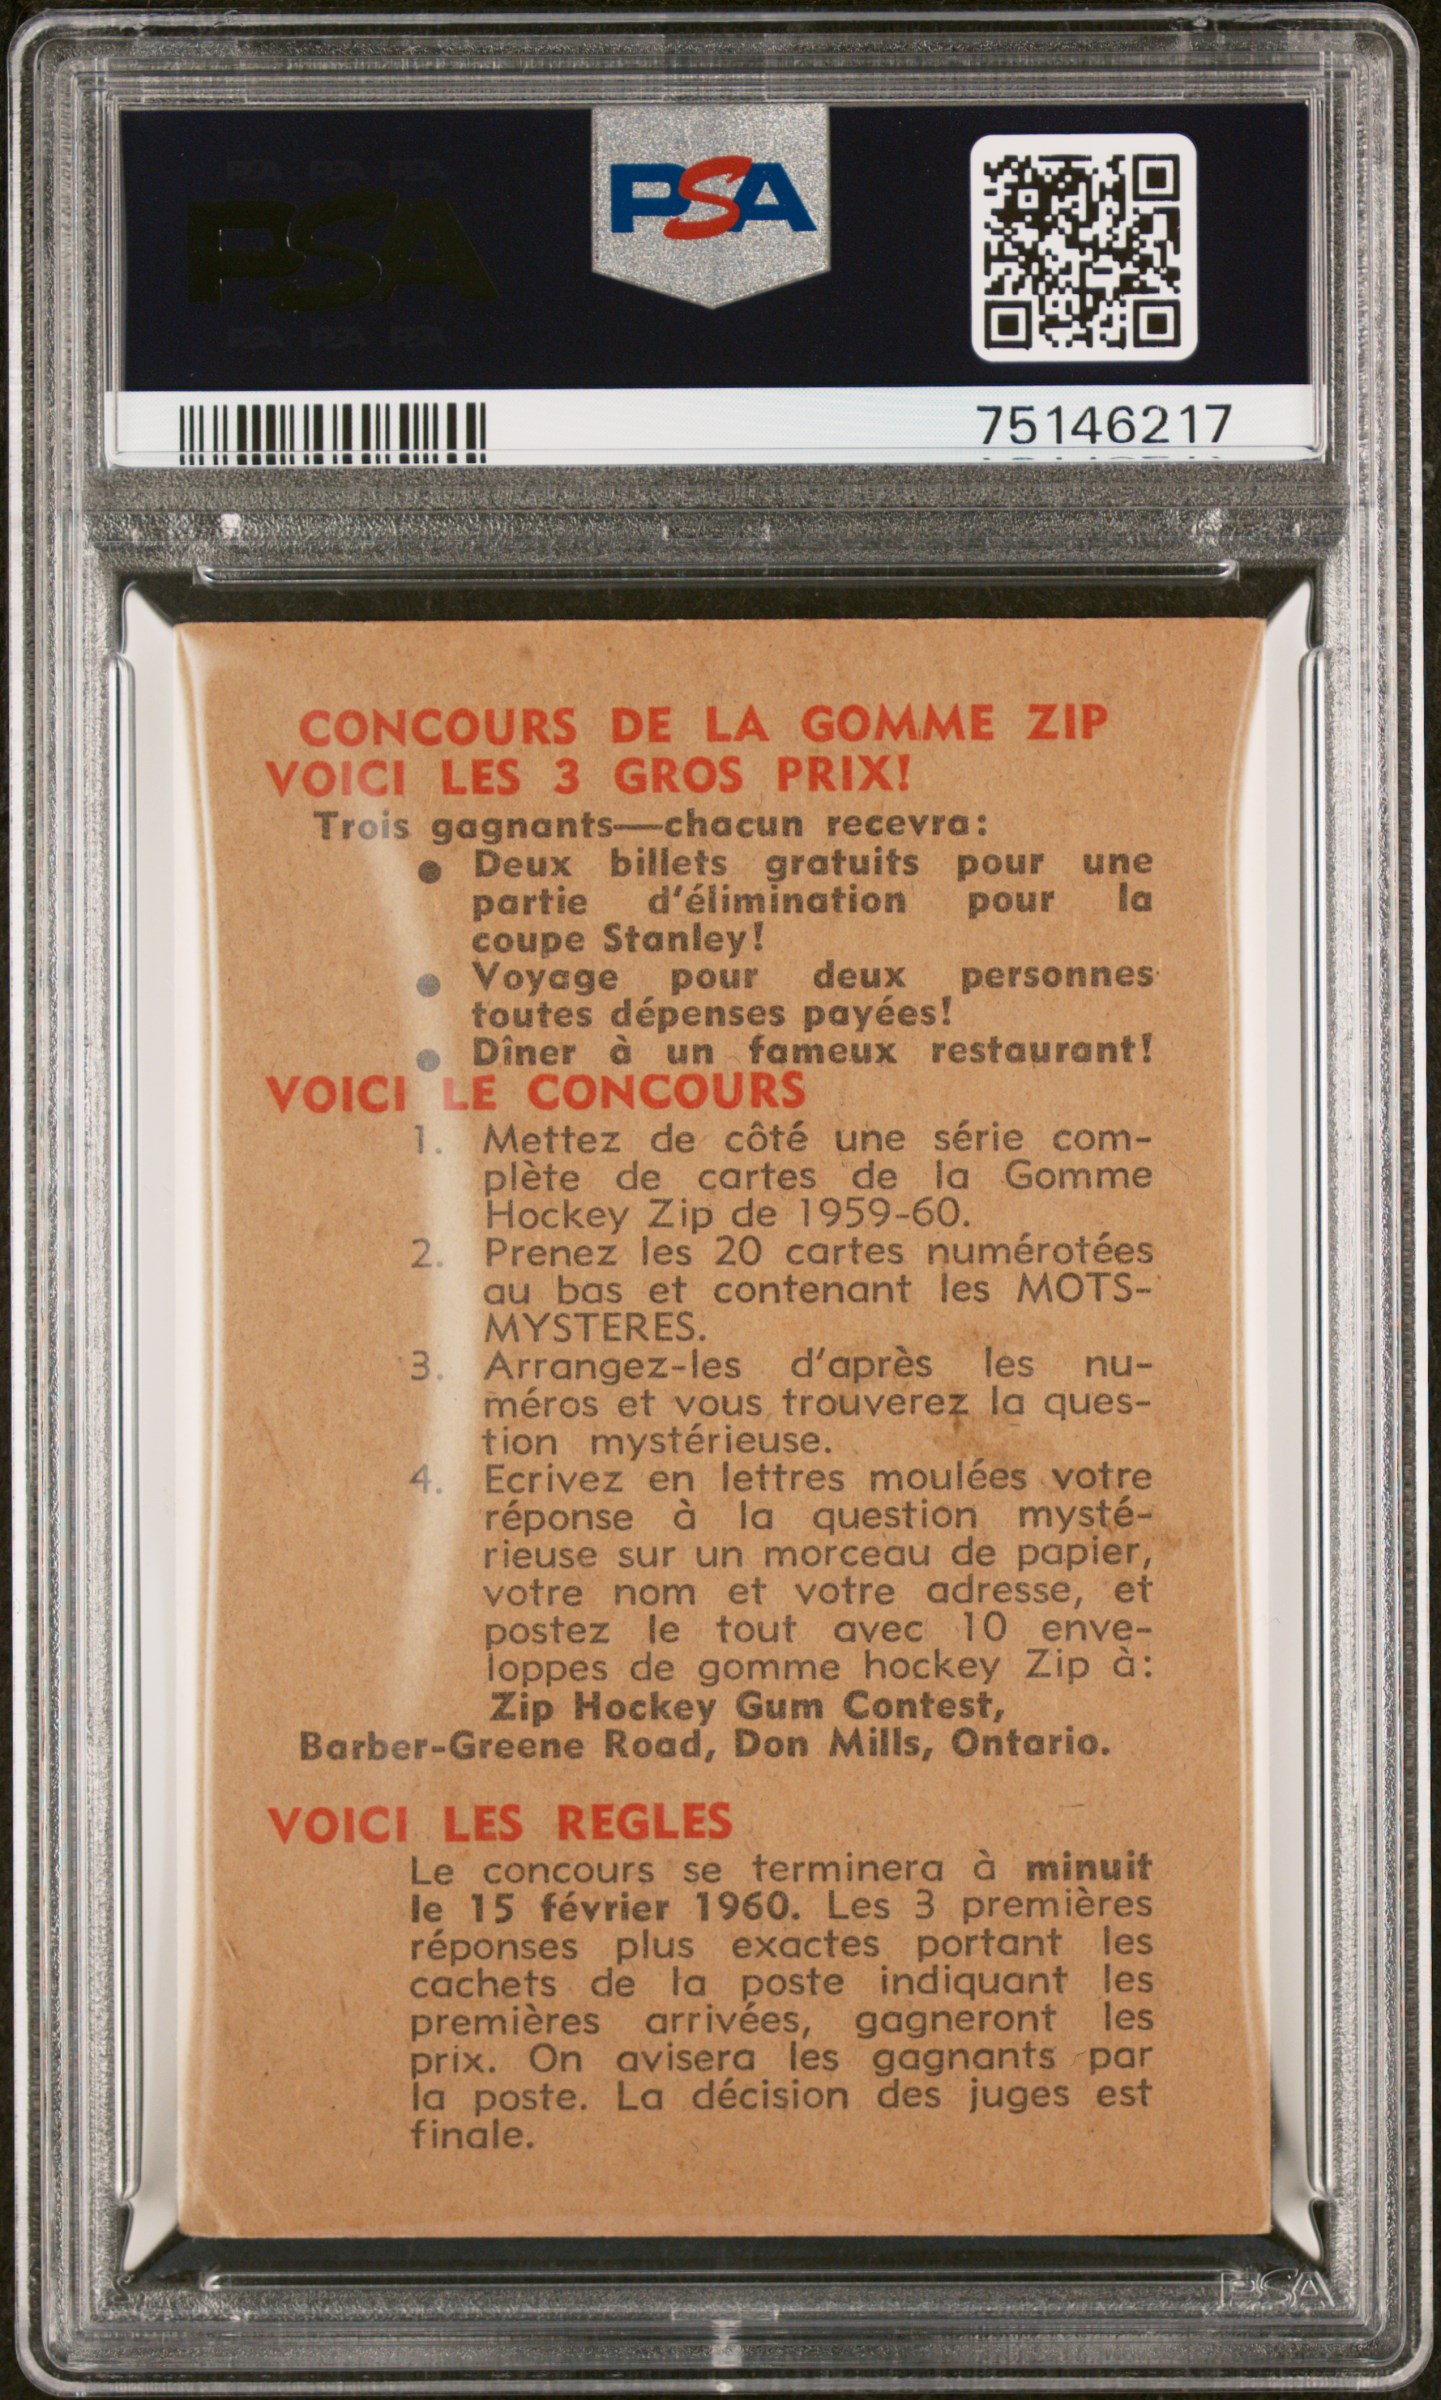 PSA PSA PSA
PSA
PSA PSA PSA
PSA
75146217
CONCOURS DE LA GOMME ZIP
VOICI LES 3 GROS PRIX!
Trois gagnants—chacun recevra:
● Deux billets gratuits pour une
partie d'élimination pour la
coupe Stanley!
● Voyage pour deux personnes
toutes dépenses payées!
● Dîner à un fameux restaurant!
VOICI LE CONCOURS
1. Mettez de côté une série com-
plète de cartes de la Gomme
Hockey Zip de 1959-60.
2. Prenez les 20 cartes numérotées
au bas et contenant les MOTS-
MYSTERES.
3. Arrangez-les d'après les nu-
méros et vous trouverez la ques-
tion mystérieuse.
4. Ecrivez en lettres moulées votre
réponse à la question mysté-
rieuse sur un morceau de papier,
votre nom et votre adresse, et
postez le tout avec 10 enve-
loppes de gomme hockey Zip à:
Zip Hockey Gum Contest,
Barber-Greene Road, Don Mills, Ontario.
VOICI LES REGLES
Le concours se terminera à minuit
le 15 février 1960. Les 3 premières
réponses plus exactes portant les
cachets de la poste indiquant les
premières arrivées, gagneront les
prix. On avisera les gagnants par
la poste. La décision des juges est
finale.
PSA